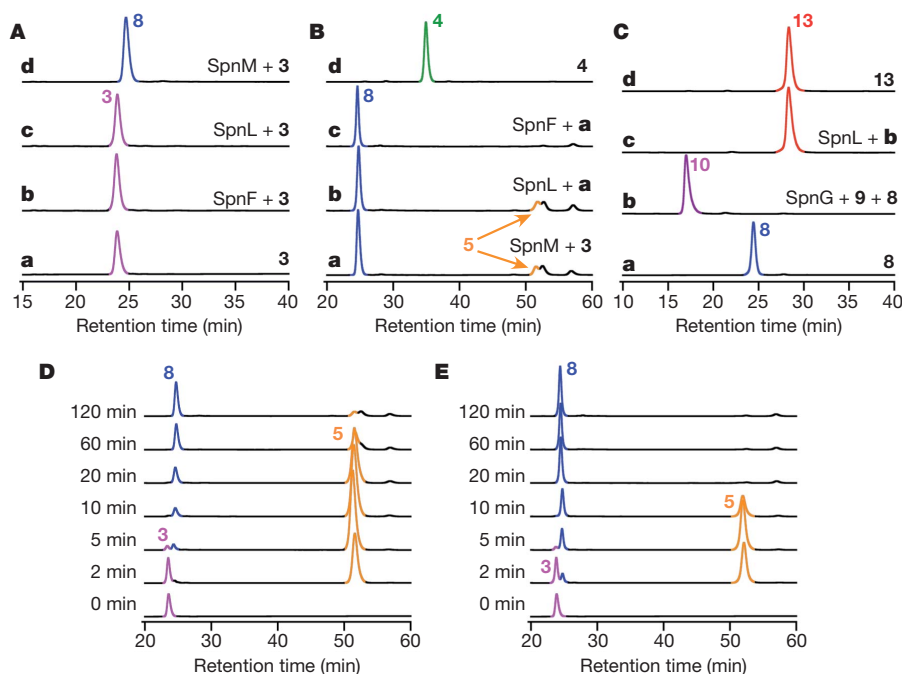 A
8
d
SpnM + 3
3
c
SpnL + 3
b
SpnF + 3
a
3
15 20 25 30 35 40
Retention time (min)
B
4
d
4
8
c
SpnF + a
b
SpnL + a
5
a
SpnM + 3
20 30 40 50 60
Retention time (min)
C
13
d
13
c
SpnL + b
10
b
SpnG + 9 + 8
8
a
8
10 15 20 25 30 35 40
Retention time (min)
D
8
120 min
60 min
5
20 min
10 min
3
5 min
2 min
0 min
20 30 40 50 60
Retention time (min)
E
8
120 min
60 min
20 min
10 min
5
5 min
3
2 min
0 min
20 30 40 50 60
Retention time (min)